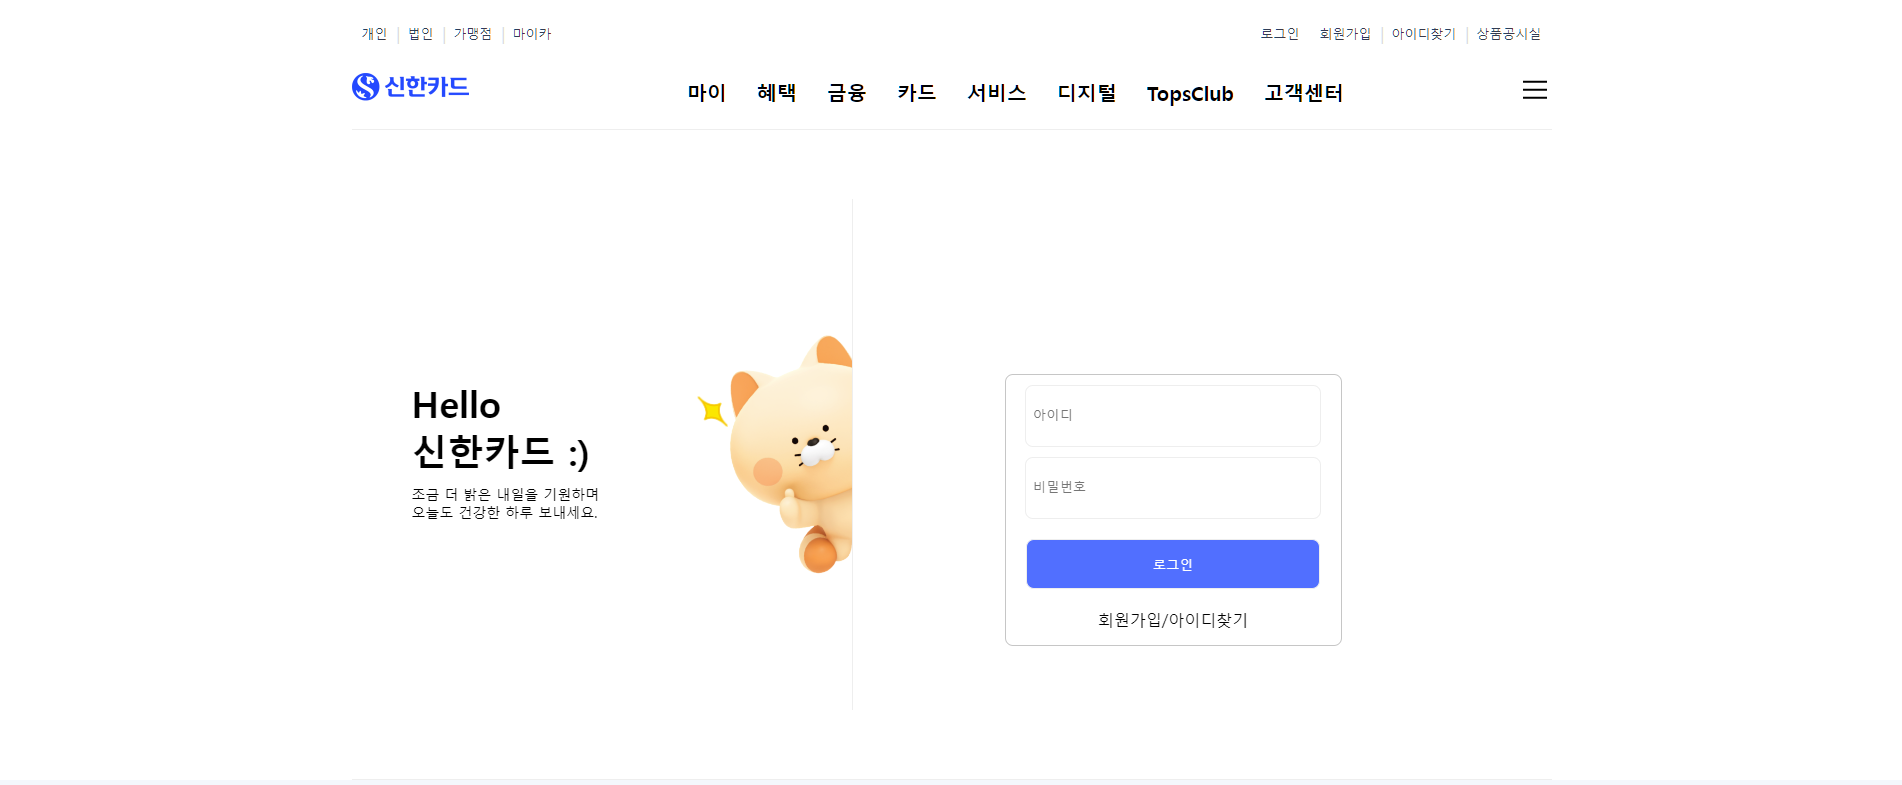 개인 | 법인 | 가맹점 | 마이카
로그인 회원가입 | 아이디찾기 | 상품공시실
신한카드
마이 혜택 금융 카드 서비스 디지털 TopsClub 고객센터
Hello
신한카드 :)
조금 더 밝은 내일을 기원하며
오늘도 건강한 하루 보내세요.
아이디
비밀번호
로그인
회원가입/아이디찾기